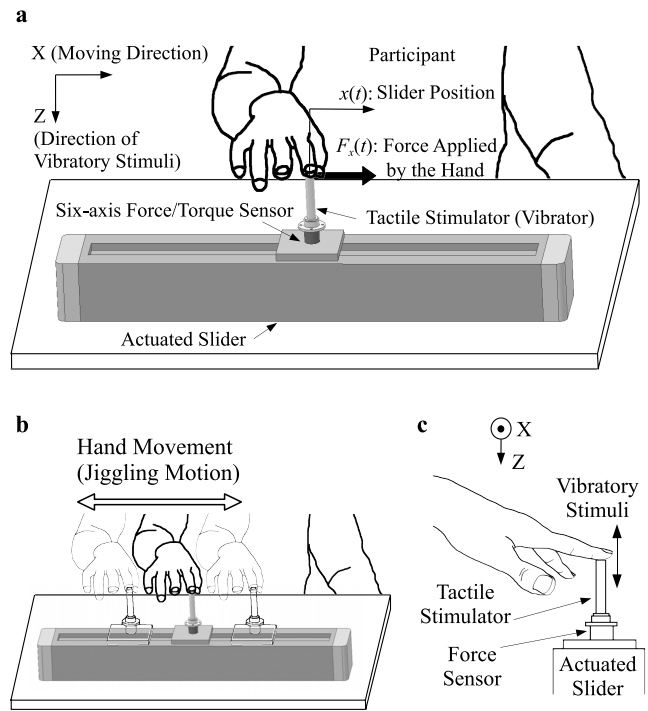 a
X (Moving Direction)
Participant
x(t): Slider Position
Z
(Direction of
Vibratory Stimuli)
Fx(t): Force Applied
by the Hand
Six-axis Force/Torque Sensor
Tactile Stimulator (Vibrator)
Actuated Slider
b
Hand Movement
(Jiggling Motion)
c
X
Z
Vibratory
Stimuli
Tactile
Stimulator
Force
Sensor
Actuated
Slider